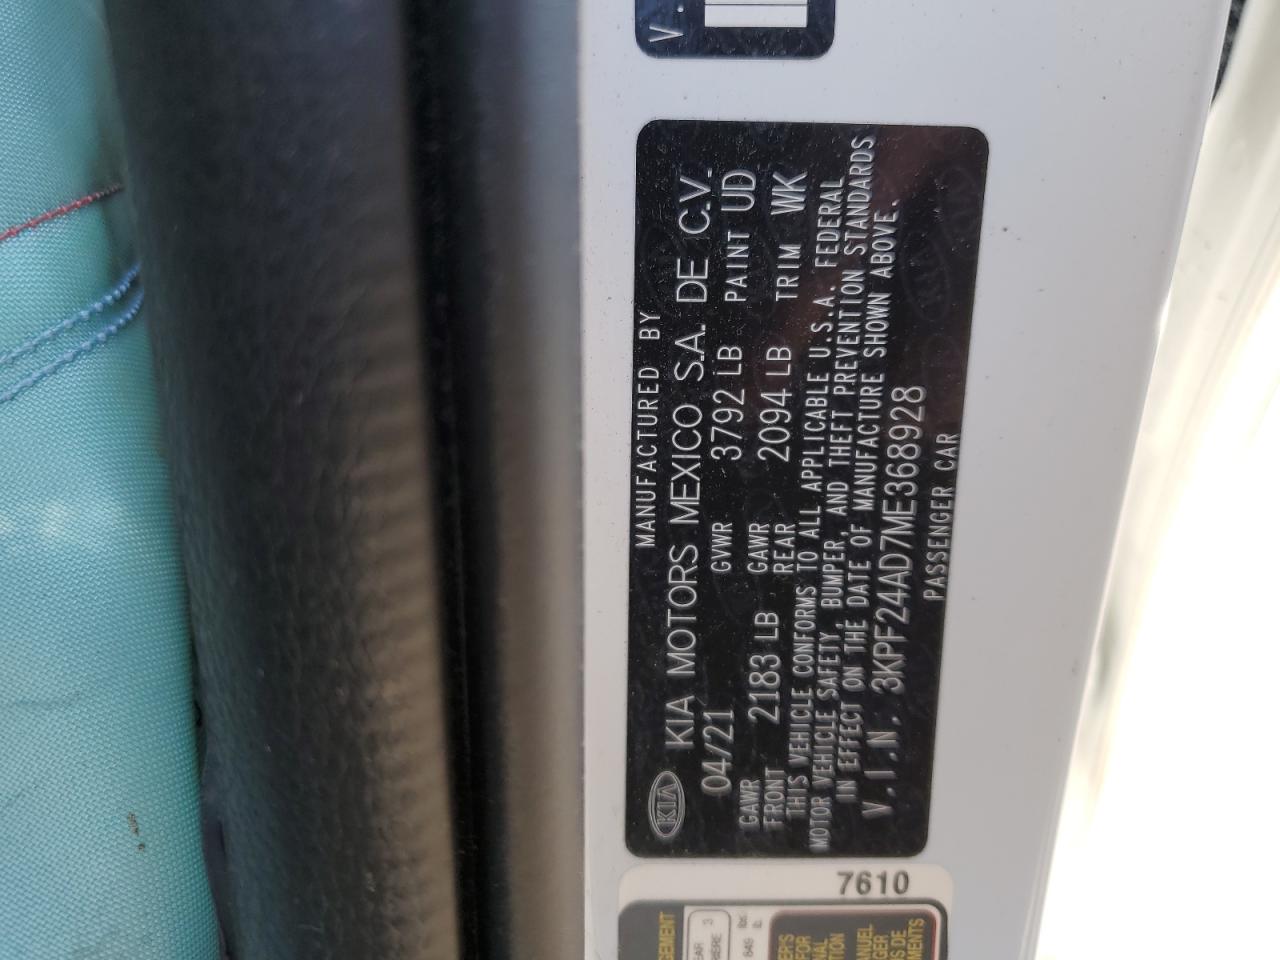 V.
KIA
MANUFACTURED BY
KIA MOTORS MEXICO S.A. DE C.V.
04/21 GVWR 3792 LB PAINT UD
GAWR FRONT 2183 LB GAWR REAR 2094 LB TRIM WK
THIS VEHICLE CONFORMS TO ALL APPLICABLE U.S.A. FEDERAL
MOTOR VEHICLE SAFETY, BUMPER, AND THEFT PREVENTION STANDARDS
IN EFFECT ON THE DATE OF MANUFACTURE SHOWN ABOVE.
V.I.N. 3KPF24AD7ME368928
PASSENGER CAR
7610